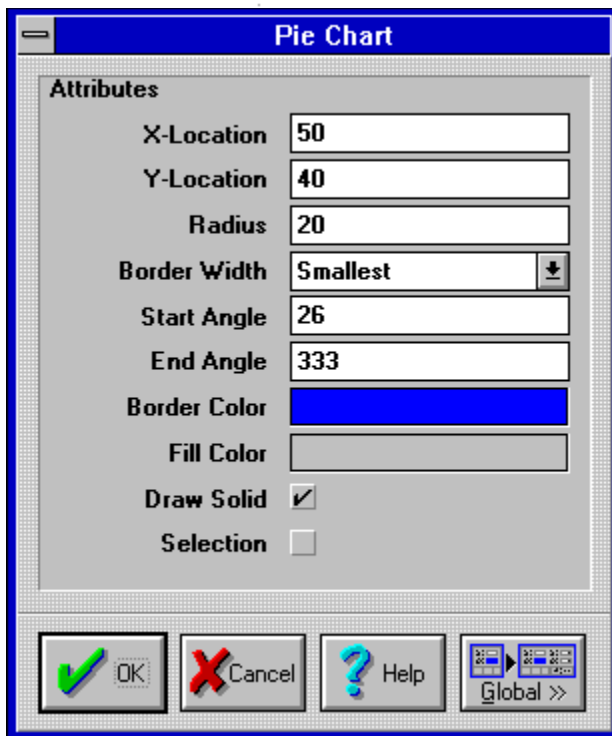 Pie Chart
Attributes
X-Location 50
Y-Location 40
Radius 20
Border Width Smallest
Start Angle 26
End Angle 333
Border Color
Fill Color
Draw Solid
Selection
OK Cancel Help Global >>